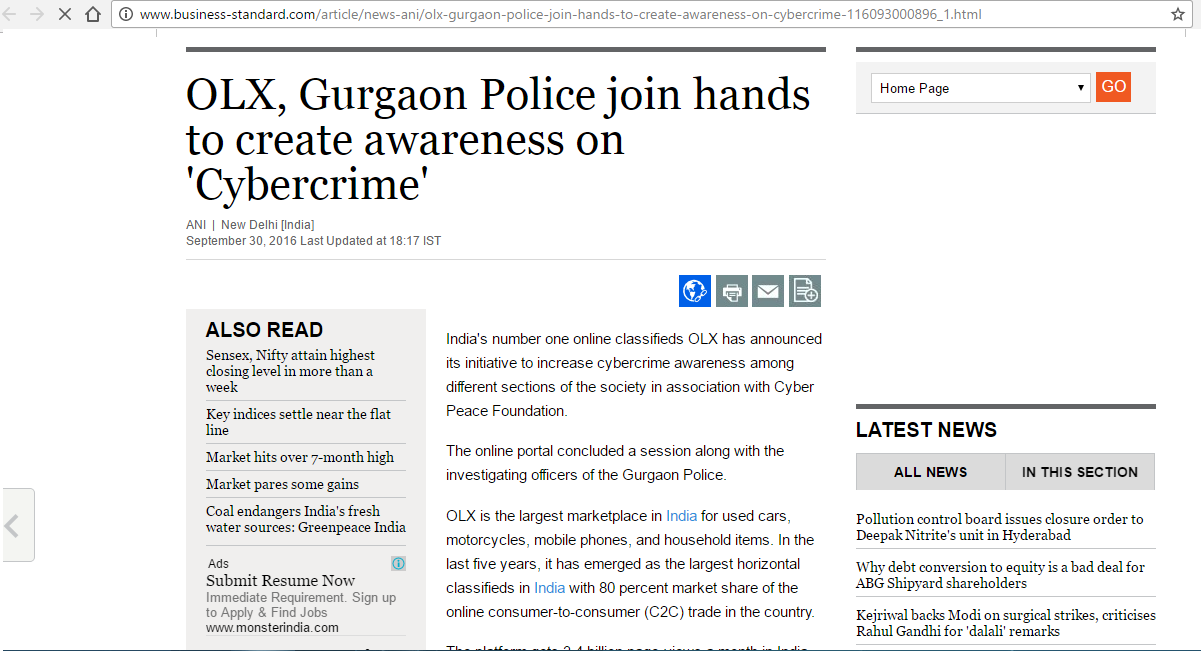 www.business-standard.com/article/news-ani/olx-gurgaon-police-join-hands-to-create-awareness-on-cybercrime-116093000896_1.html
OLX, Gurgaon Police join hands
to create awareness on
'Cybercrime'
ANI | New Delhi [India]
September 30, 2016 Last Updated at 18:17 IST
ALSO READ
Sensex, Nifty attain highest
closing level in more than a
week
Key indices settle near the flat
line
Market hits over 7-month high
Market pares some gains
Coal endangers India's fresh
water sources: Greenpeace India
Ads
Submit Resume Now
Immediate Requirement. Sign up
to Apply & Find Jobs
www.monsterindia.com
India's number one online classifieds OLX has announced
its initiative to increase cybercrime awareness among
different sections of the society in association with Cyber
Peace Foundation.
The online portal concluded a session along with the
investigating officers of the Gurgaon Police.
OLX is the largest marketplace in India for used cars,
motorcycles, mobile phones, and household items. In the
last five years, it has emerged as the largest horizontal
classifieds in India with 80 percent market share of the
online consumer-to-consumer (C2C) trade in the country.
The platform gets 3.4 billion page views a month in India
Home Page
GO
LATEST NEWS
ALL NEWS
IN THIS SECTION
Pollution control board issues closure order to
Deepak Nitrite's unit in Hyderabad
Why debt conversion to equity is a bad deal for
ABG Shipyard shareholders
Kejriwal backs Modi on surgical strikes, criticises
Rahul Gandhi for 'dalali' remarks